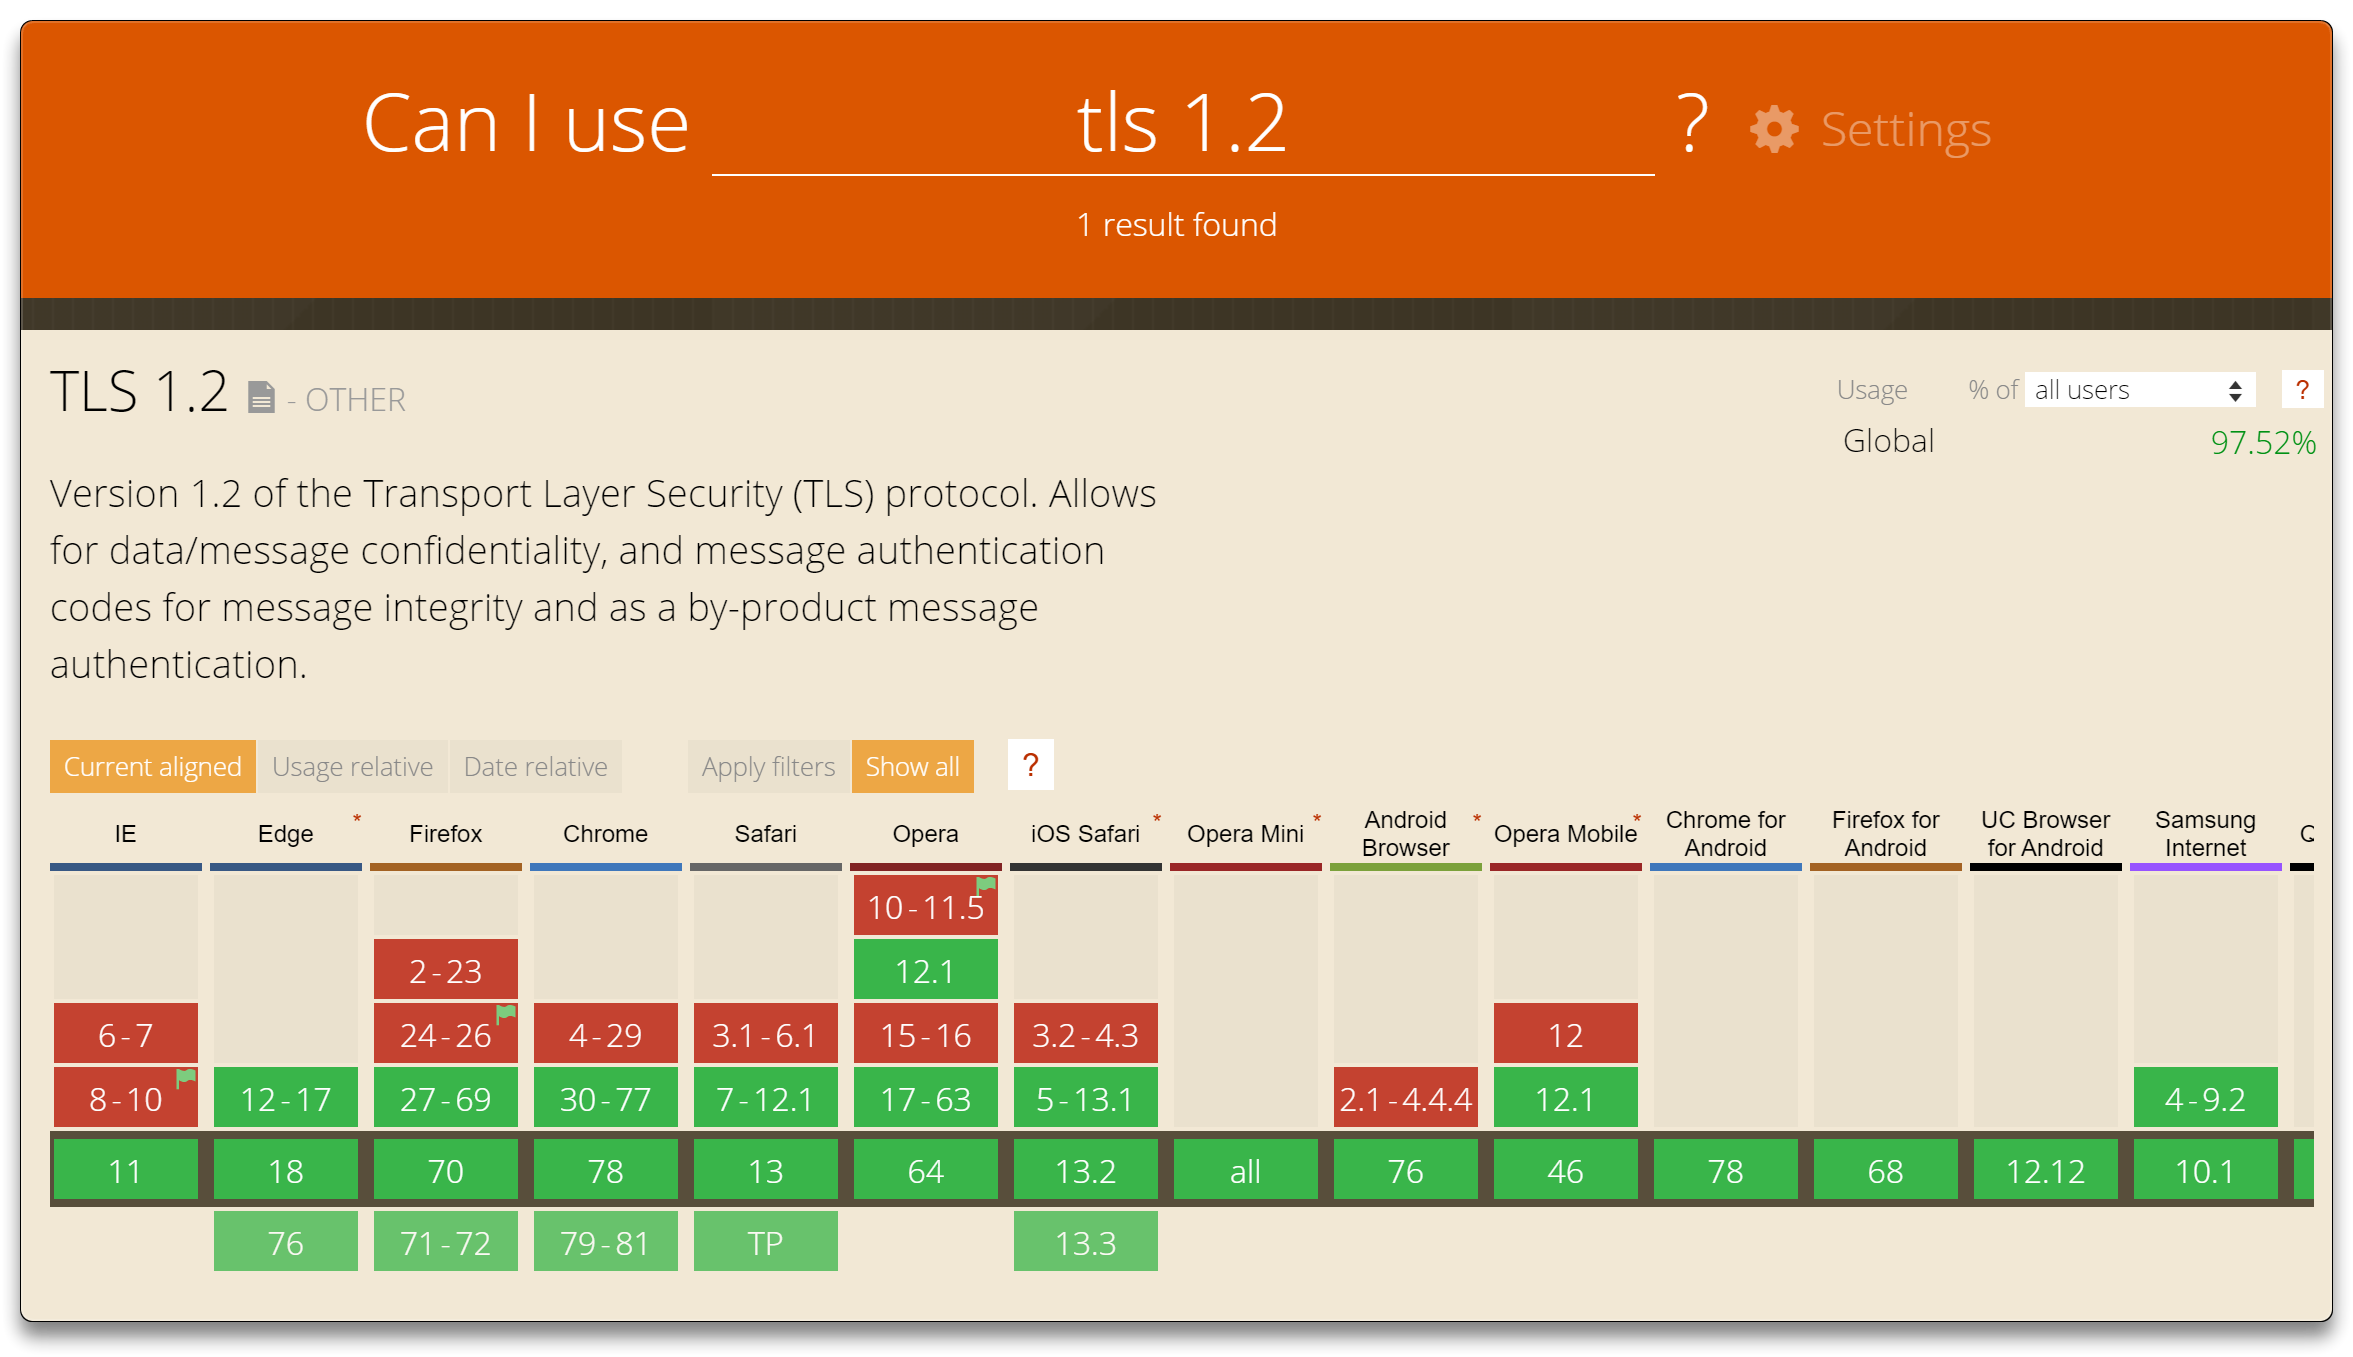 Can I use tls 1.2 ? Settings
1 result found
TLS 1.2 - OTHER
Usage % of all users ?
Global 97.52%
Version 1.2 of the Transport Layer Security (TLS) protocol. Allows
for data/message confidentiality, and message authentication
codes for message integrity and as a by-product message
authentication.
Current aligned Usage relative Date relative Apply filters Show all ?
IE Edge * Firefox Chrome Safari Opera iOS Safari * Opera Mini * Android Browser * Opera Mobile * Chrome for Android Firefox for Android UC Browser for Android Samsung Internet Q
10-11.5
2-23 12.1
6-7 24-26 4-29 3.1-6.1 15-16 3.2-4.3 12
8-10 12-17 27-69 30-77 7-12.1 17-63 5-13.1 2.1-4.4.4 12.1 4-9.2
11 18 70 78 13 64 13.2 all 76 46 78 68 12.12 10.1
76 71-72 79-81 TP 13.3